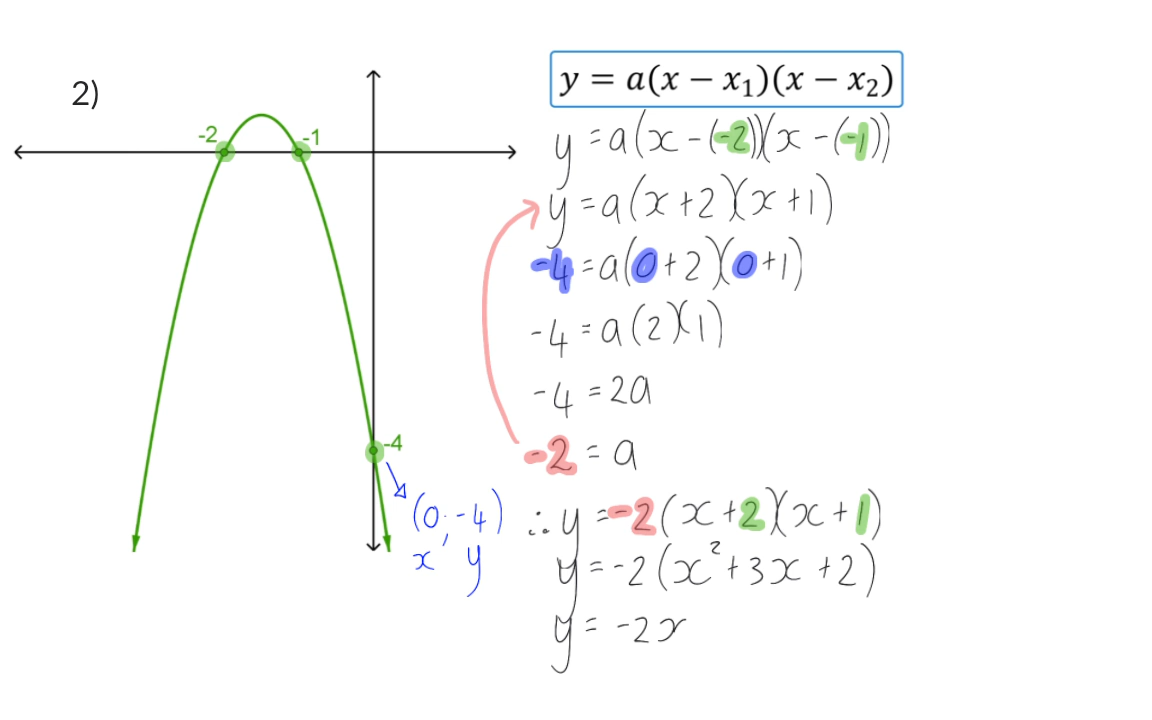 2)
-2
-1
-4
(0;-4)
x y
y = a(x − x₁)(x − x₂)
y = a(x-(-2))(x-(-1))
y = a(x+2)(x+1)
-4 = a(0+2)(0+1)
-4 = a(2)(1)
-4 = 2a
-2 = a
∴ y = -2(x+2)(x+1)
y = -2(x²+3x+2)
y = -2x